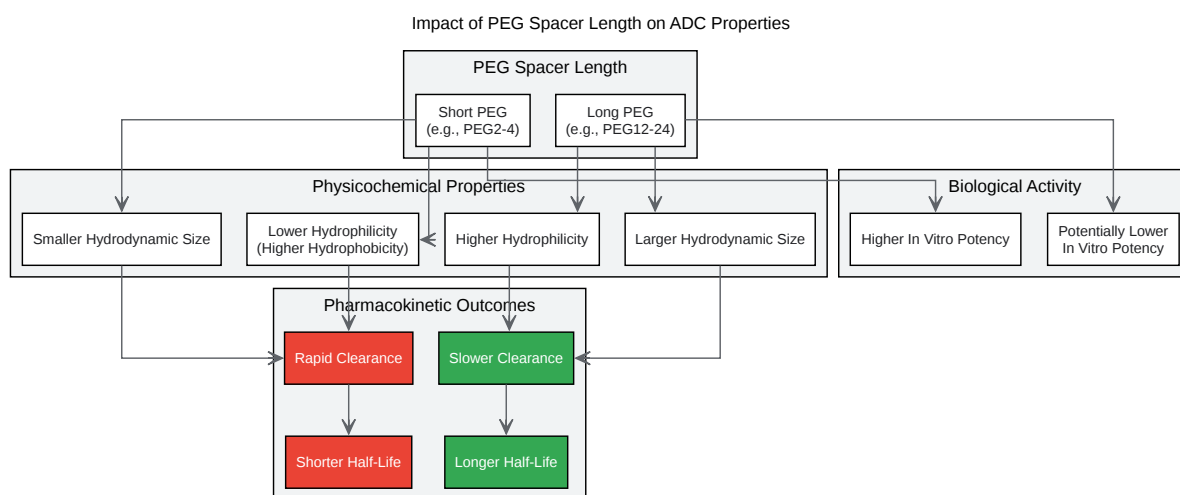 Impact of PEG Spacer Length on ADC Properties
PEG Spacer Length
Short PEG
(e.g., PEG2-4)
Long PEG
(e.g., PEG12-24)
Physicochemical Properties
Smaller Hydrodynamic Size
Lower Hydrophilicity
(Higher Hydrophobicity)
Higher Hydrophilicity
Larger Hydrodynamic Size
Biological Activity
Higher In Vitro Potency
Potentially Lower
In Vitro Potency
Pharmacokinetic Outcomes
Rapid Clearance
Slower Clearance
Shorter Half-Life
Longer Half-Life